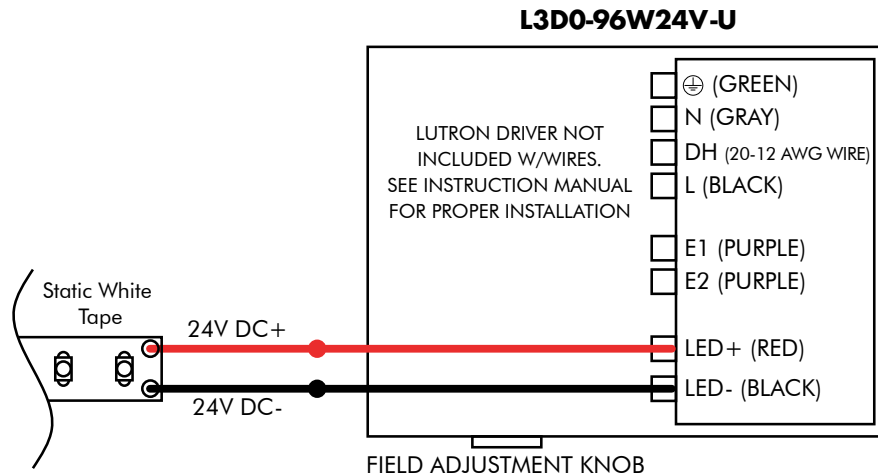 L3D0-96W24V-U
⏚ (GREEN)
N (GRAY)
DH (20-12 AWG WIRE)
L (BLACK)
E1 (PURPLE)
E2 (PURPLE)
LED+ (RED)
LED- (BLACK)
LUTRON DRIVER NOT
INCLUDED W/WIRES.
SEE INSTRUCTION MANUAL
FOR PROPER INSTALLATION
Static White
Tape
24V DC+
24V DC-
FIELD ADJUSTMENT KNOB